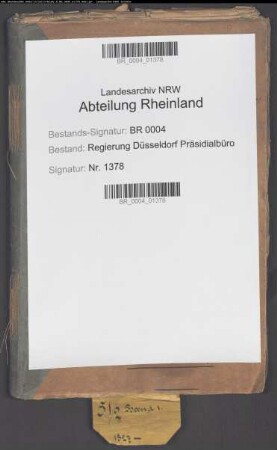 BR_0004_01378
Landesarchiv NRW
Abteilung Rheinland
Bestands-Signatur: BR 0004
Bestand: Regierung Düsseldorf Präsidialbüro
Signatur: Nr. 1378
BR_0004_01378